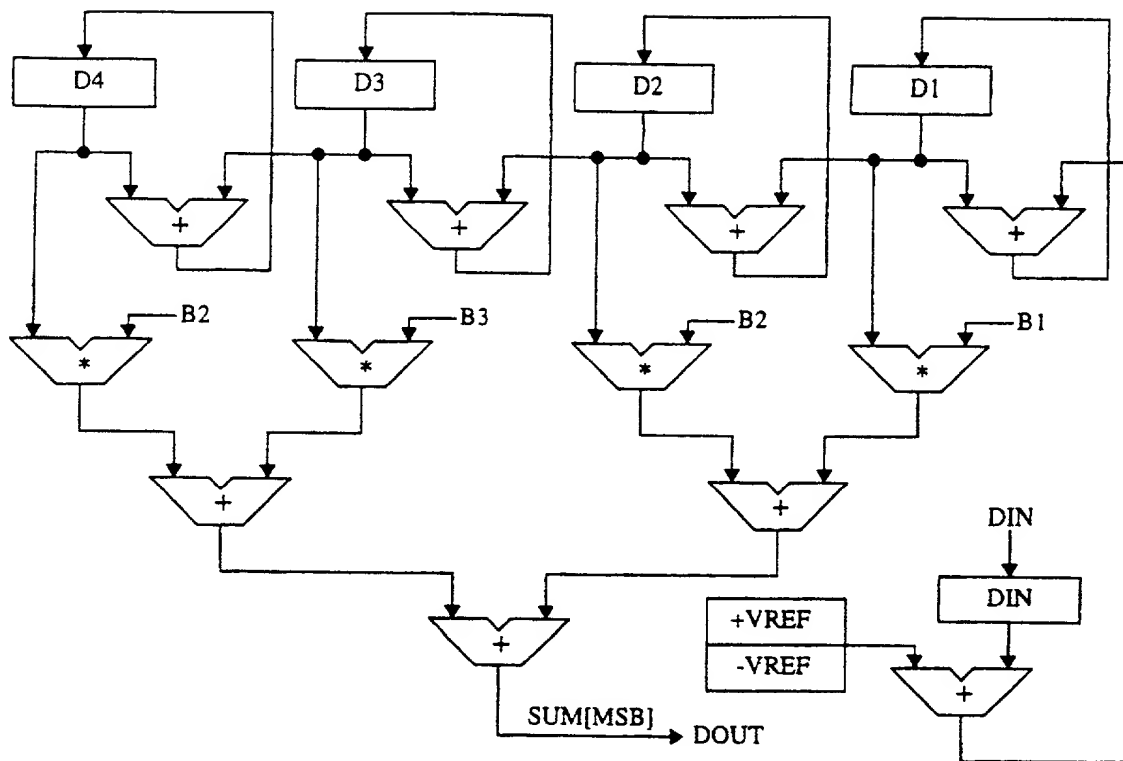 D4 D3 D2 D1
+ + + +
B2 B3 B2 B1
* * * *
+ +
DIN
DIN
+VREF
-VREF
+ +
SUM[MSB] DOUT